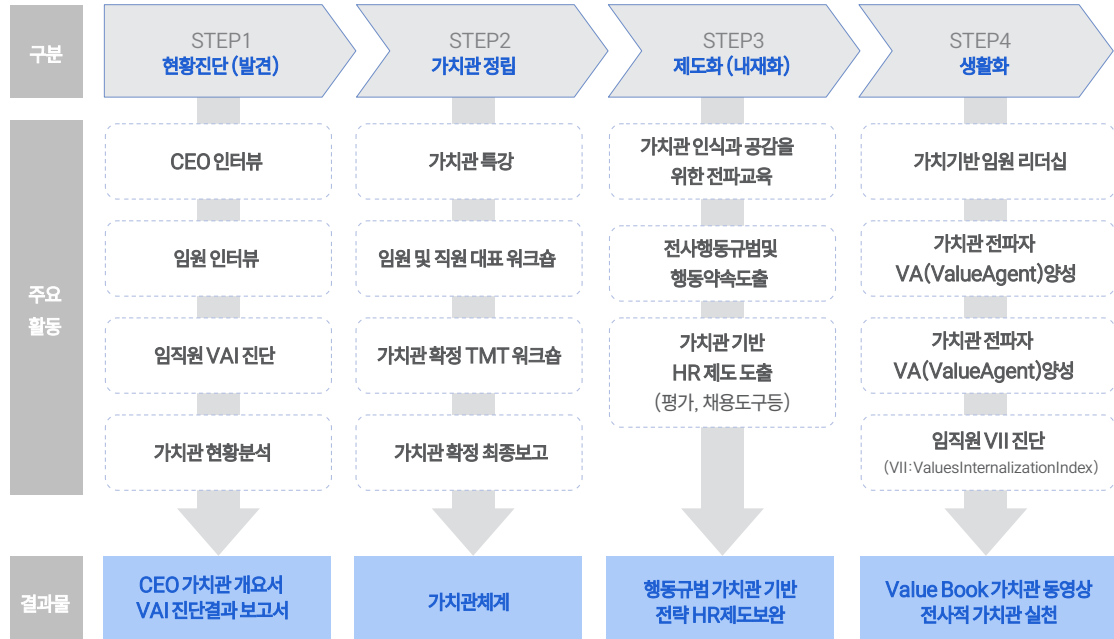 구분
STEP1
현황진단 (발견)
STEP2
가치관 정립
STEP3
제도화 (내재화)
STEP4
생활화
주요
활동
CEO 인터뷰
임원 인터뷰
임직원 VAI 진단
가치관 현황분석
가치관 특강
임원 및 직원 대표 워크숍
가치관 확정 TMT 워크숍
가치관 확정 최종보고
가치관 인식과 공감을
위한 전파교육
전사행동규범및
행동약속도출
가치관 기반
HR 제도 도출
(평가, 채용도구등)
가치기반 임원 리더십
가치관 전파자
VA(ValueAgent)양성
가치관 전파자
VA(ValueAgent)양성
임직원 VII 진단
(VII:ValuesInternalizationIndex)
결과물
CEO 가치관 개요서
VAI 진단결과 보고서
가치관체계
행동규범 가치관 기반
전략 HR제도보완
Value Book 가치관 동영상
전사적 가치관 실천